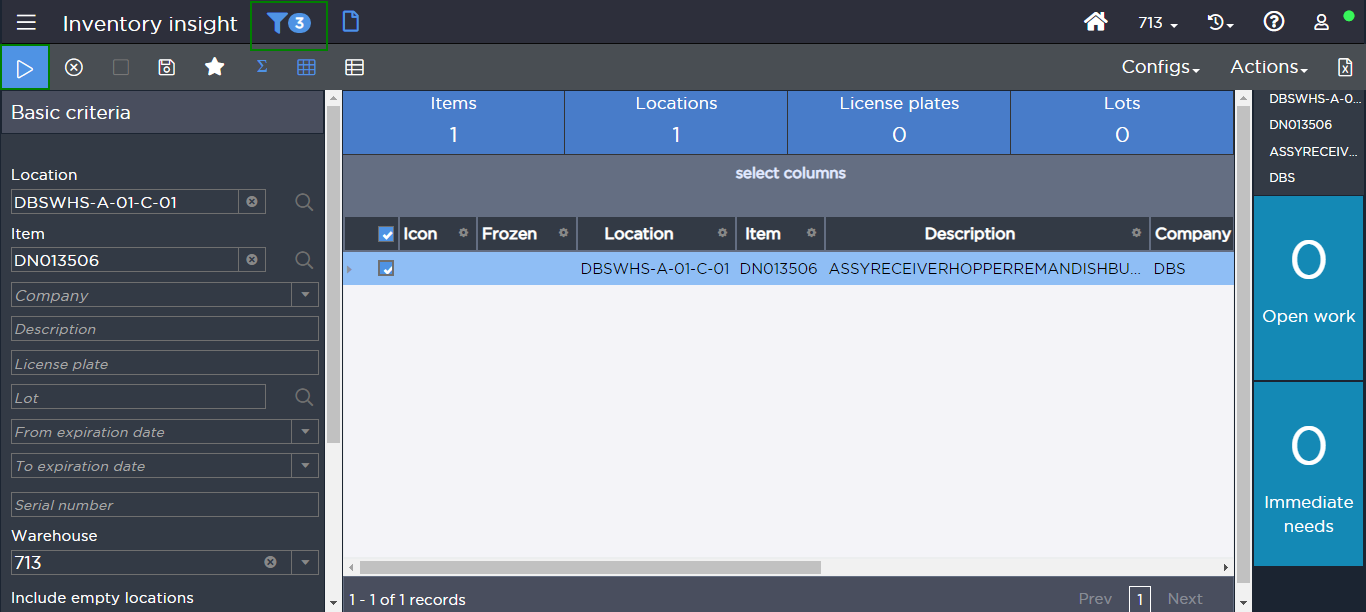 Inventory insight
3
713
Configs
Actions
Basic criteria
Location
DBSWHS-A-01-C-01
Item
DN013506
Company
Description
License plate
Lot
From expiration date
To expiration date
Serial number
Warehouse
713
Include empty locations
Items
1
Locations
1
License plates
0
Lots
0
select columns
Icon Frozen Location Item Description Company
DBSWHS-A-01-C-01 DN013506 ASSYRECEIVERHOPPERREMANDISHBU... DBS
1 - 1 of 1 records
Prev 1 Next
DBSWHS-A-0...
DN013506
ASSYRECEIV...
DBS
0
Open work
0
Immediate
needs